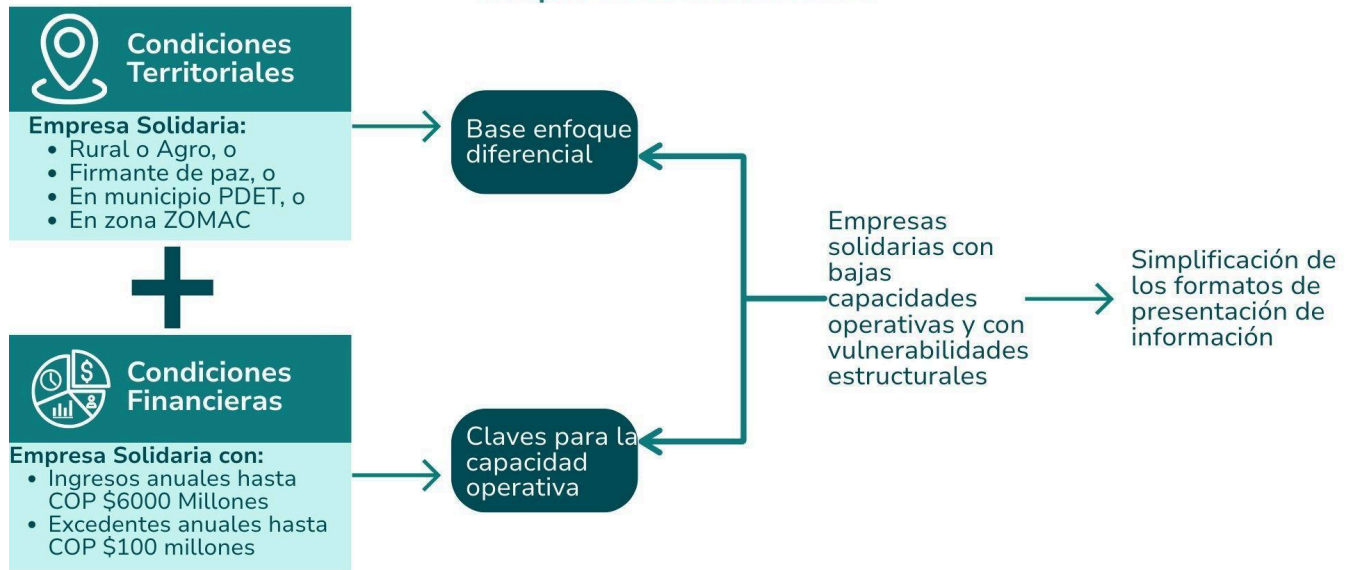 Condiciones
Territoriales
Empresa Solidaria:
• Rural o Agro, o
• Firmante de paz, o
• En municipio PDET, o
• En zona ZOMAC
Condiciones
Financieras
Empresa Solidaria con:
• Ingresos anuales hasta
COP $6000 Millones
• Excedentes anuales hasta
COP $100 millones
Base enfoque
diferencial
Claves para la
capacidad
operativa
Empresas
solidarias con
bajas
capacidades
operativas y con
vulnerabilidades
estructurales
Simplificación de
los formatos de
presentación de
información